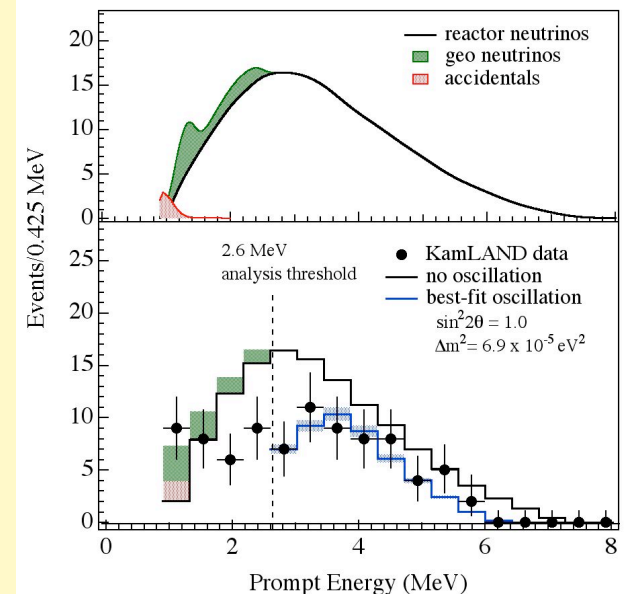 reactor neutrinos
geo neutrinos
accidentals
20
15
10
5
0
Events/0.425 MeV
2.6 MeV
analysis threshold
KamLAND data
no oscillation
best-fit oscillation
sin²2θ = 1.0
Δm²= 6.9 x 10⁻⁵ eV²
25
20
15
10
5
0
0 2 4 6 8
Prompt Energy (MeV)